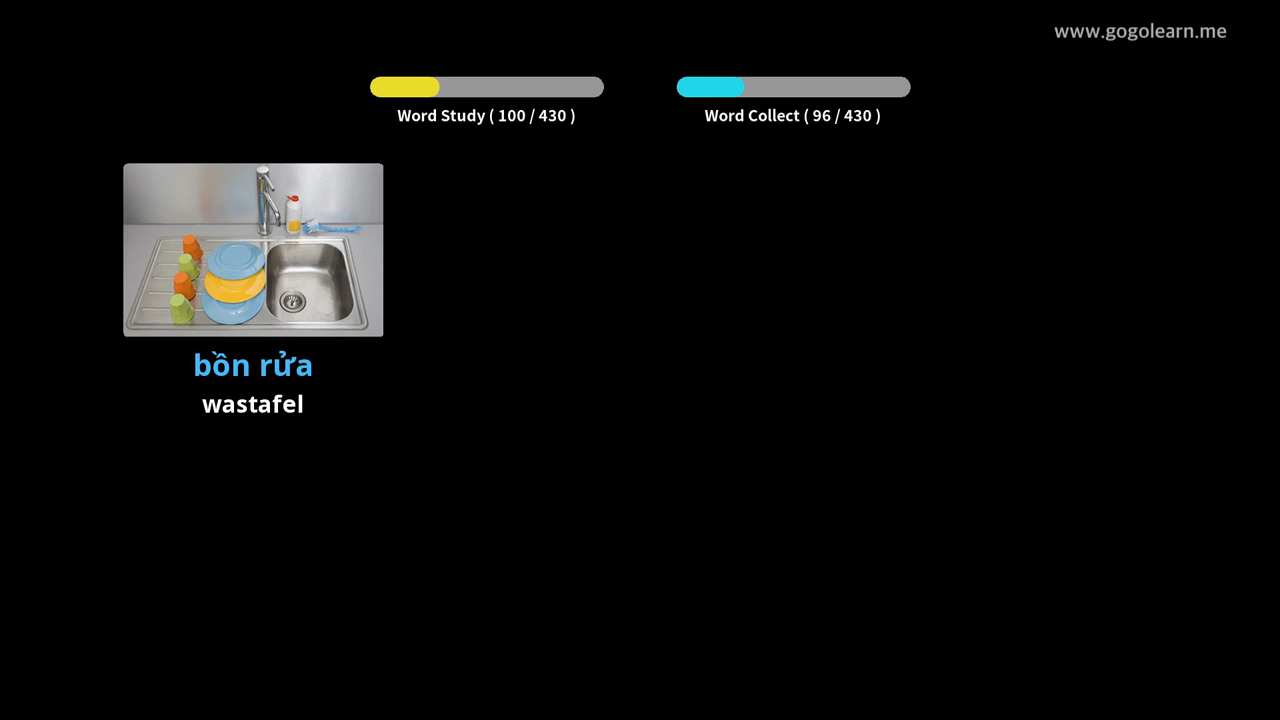 www.gogolearn.me
Word Study ( 100 / 430 )
Word Collect ( 96 / 430 )
bồn rửa
wastafel